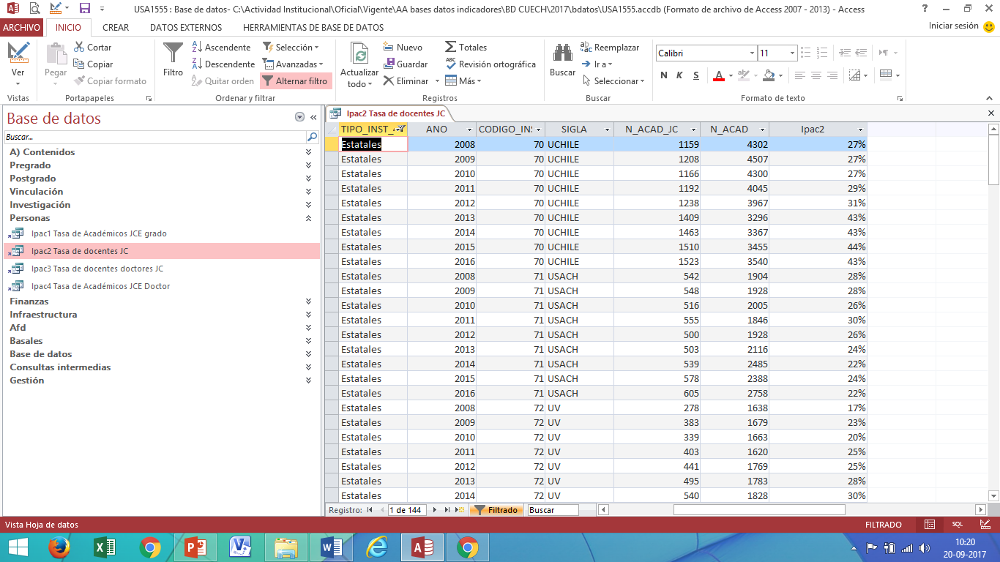 USA1555 : Base de datos- C:\Actividad Institucional\Oficial\Vigente\AA bases datos indicadores\BD CUECH\2017\bdatos\USA1555.accdb (Formato de archivo de Access 2007 - 2013) - Access
ARCHIVO INICIO CREAR DATOS EXTERNOS HERRAMIENTAS DE BASE DE DATOS Iniciar sesión
Ver Pegar Cortar Copiar Copiar formato
Filtro Ascendente Descendente Quitar orden Selección Avanzadas Alternar filtro
Actualizar todo Nuevo Guardar Eliminar Totales Revisión ortográfica Más
Buscar Reemplazar Ir a Seleccionar
Calibri 11
N K S A ab
Vistas Portapapeles Ordenar y filtrar Registros Buscar Formato de texto
Base de datos
Buscar...
A) Contenidos
Pregrado
Postgrado
Vinculación
Investigación
Personas
Ipac1 Tasa de Académicos JCE grado
Ipac2 Tasa de docentes JC
Ipac3 Tasa de docentes doctores JC
Ipac4 Tasa de Académicos JCE Doctor
Finanzas
Infraestructura
Afd
Basales
Base de datos
Consultas intermedias
Gestión
Ipac2 Tasa de docentes JC
TIPO_INST_ ANO CODIGO_INS SIGLA N_ACAD_JC N_ACAD Ipac2
Estatales 2008 70 UCHILE 1159 4302 27%
Estatales 2009 70 UCHILE 1208 4507 27%
Estatales 2010 70 UCHILE 1166 4300 27%
Estatales 2011 70 UCHILE 1192 4045 29%
Estatales 2012 70 UCHILE 1238 3967 31%
Estatales 2013 70 UCHILE 1409 3296 43%
Estatales 2014 70 UCHILE 1463 3367 43%
Estatales 2015 70 UCHILE 1510 3455 44%
Estatales 2016 70 UCHILE 1523 3540 43%
Estatales 2008 71 USACH 542 1904 28%
Estatales 2009 71 USACH 548 1928 28%
Estatales 2010 71 USACH 516 2005 26%
Estatales 2011 71 USACH 555 1846 30%
Estatales 2012 71 USACH 500 1928 26%
Estatales 2013 71 USACH 503 2116 24%
Estatales 2014 71 USACH 539 2485 22%
Estatales 2015 71 USACH 578 2388 24%
Estatales 2016 71 USACH 605 2758 22%
Estatales 2008 72 UV 278 1638 17%
Estatales 2009 72 UV 383 1679 23%
Estatales 2010 72 UV 339 1663 20%
Estatales 2011 72 UV 403 1620 25%
Estatales 2012 72 UV 441 1769 25%
Estatales 2013 72 UV 495 1783 28%
Estatales 2014 72 UV 540 1828 30%
Registro: 1 de 144 Filtrado Buscar
Vista Hoja de datos FILTRADO SQL
10:20
20-09-2017